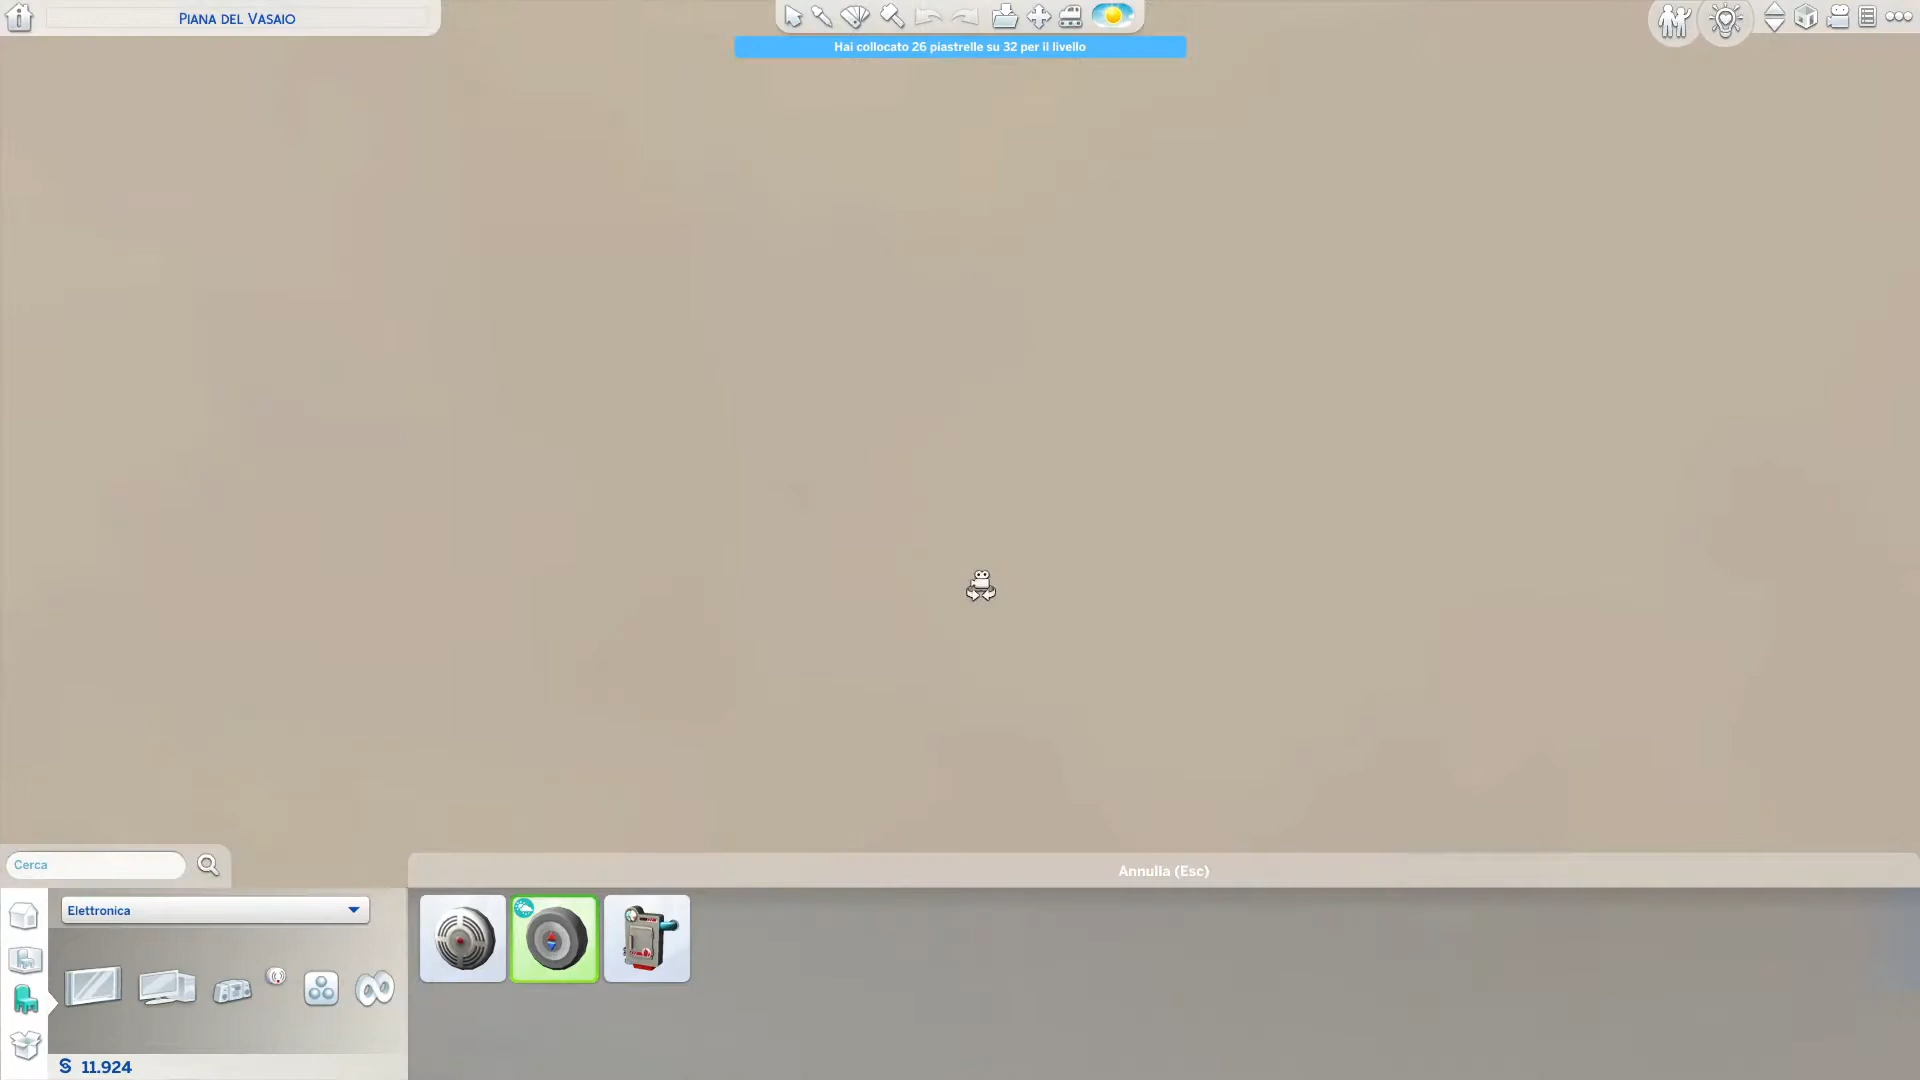 PIANA DEL VASAIO
Hai collocato 26 piastrelle su 32 per il livello
Cerca
Annulla (Esc)
Elettronica
§ 11.924